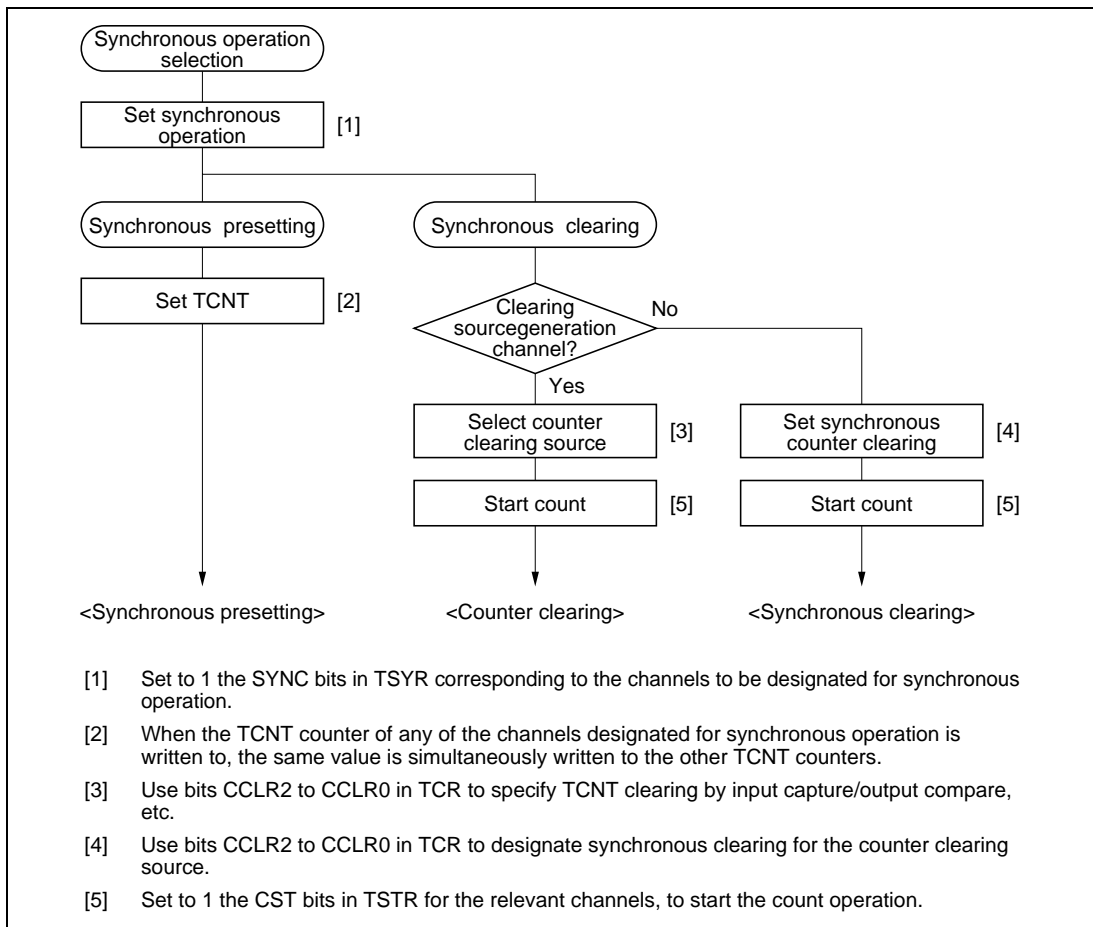 Synchronous operation
selection
Set synchronous
operation
[1]
Synchronous presetting
Synchronous clearing
Set TCNT
[2]
Clearing
sourcegeneration
channel?
No
Yes
Select counter
clearing source
[3]
Set synchronous
counter clearing
[4]
Start count
[5]
Start count
[5]
<Synchronous presetting>
<Counter clearing>
<Synchronous clearing>
[1] Set to 1 the SYNC bits in TSYR corresponding to the channels to be designated for synchronous
operation.
[2] When the TCNT counter of any of the channels designated for synchronous operation is
written to, the same value is simultaneously written to the other TCNT counters.
[3] Use bits CCLR2 to CCLR0 in TCR to specify TCNT clearing by input capture/output compare,
etc.
[4] Use bits CCLR2 to CCLR0 in TCR to designate synchronous clearing for the counter clearing
source.
[5] Set to 1 the CST bits in TSTR for the relevant channels, to start the count operation.